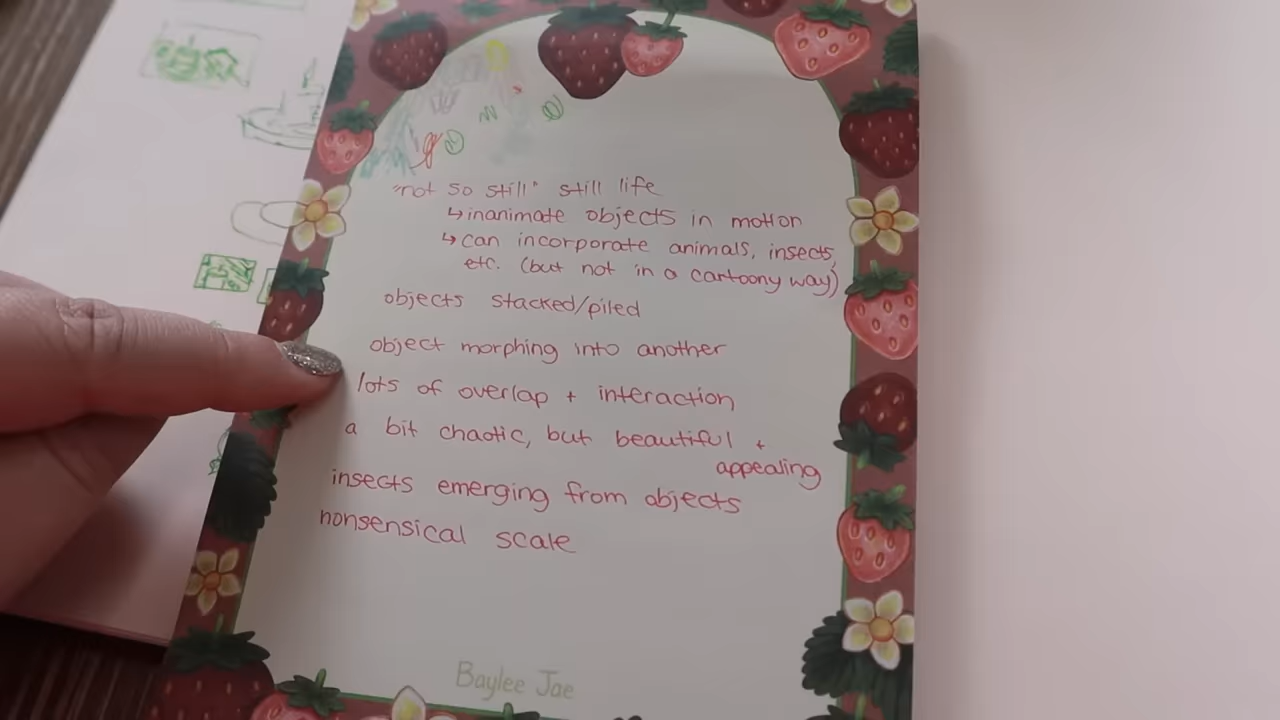 "not so still" still life
↳ inanimate objects in motion
↳ can incorporate animals, insects,
etc. (but not in a cartoony way)
objects stacked/piled
object morphing into another
lots of overlap + interaction
a bit chaotic, but beautiful +
appealing
insects emerging from objects
nonsensical scale
Baylee Jae